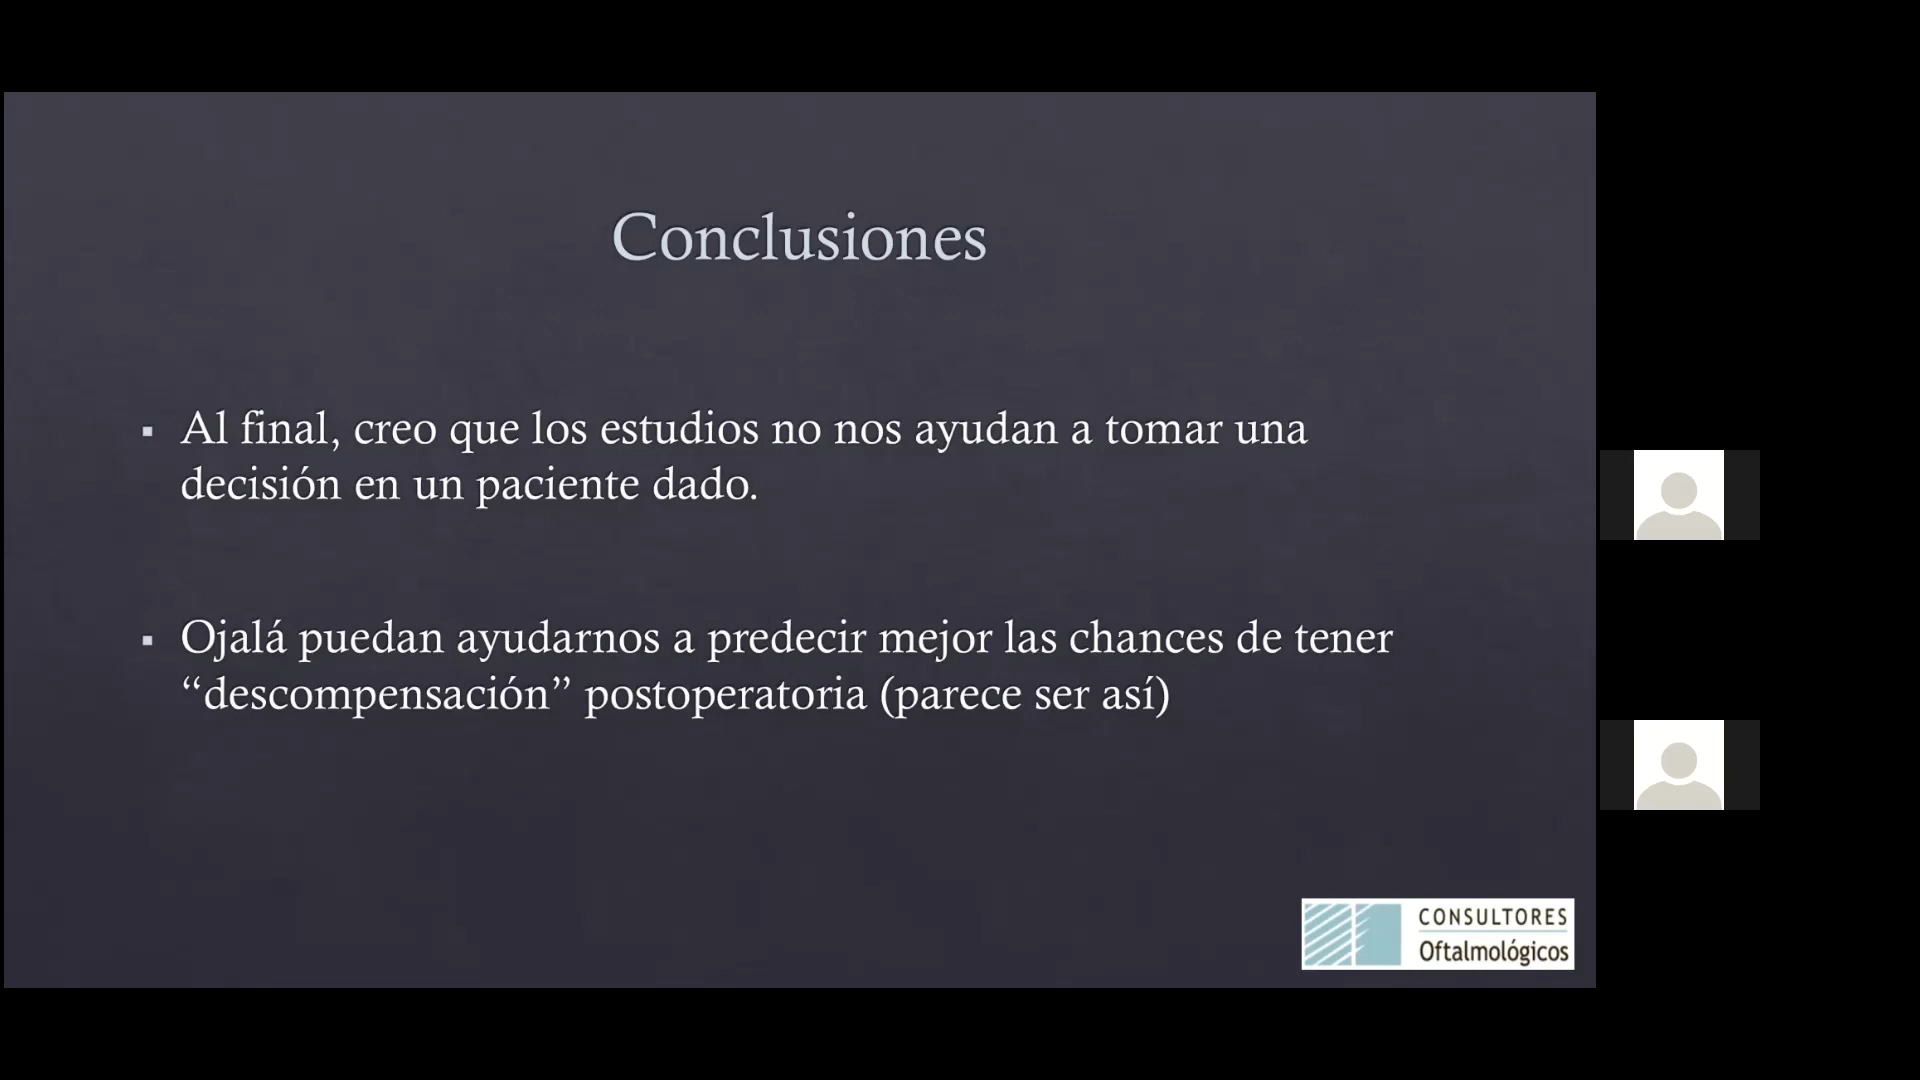 Conclusiones
▪ Al final, creo que los estudios no nos ayudan a tomar una
decisión en un paciente dado.
▪ Ojalá puedan ayudarnos a predecir mejor las chances de tener
“descompensación” postoperatoria (parece ser así)
CONSULTORES
Oftalmológicos